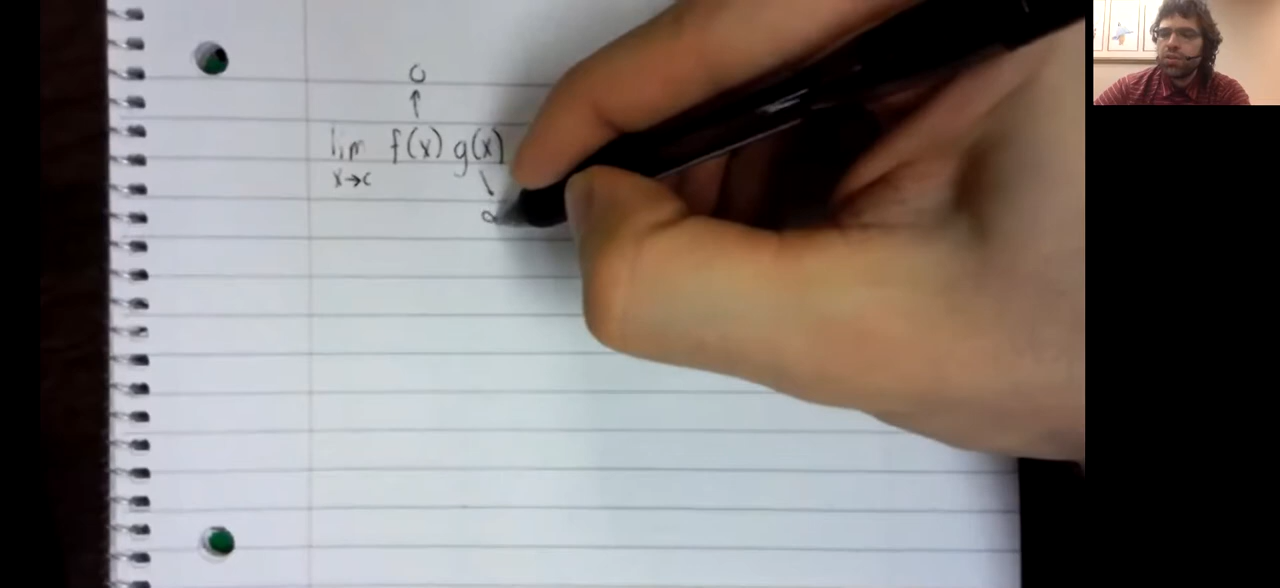 0
↑
lim f(x) g(x)
x→c ↘
∞